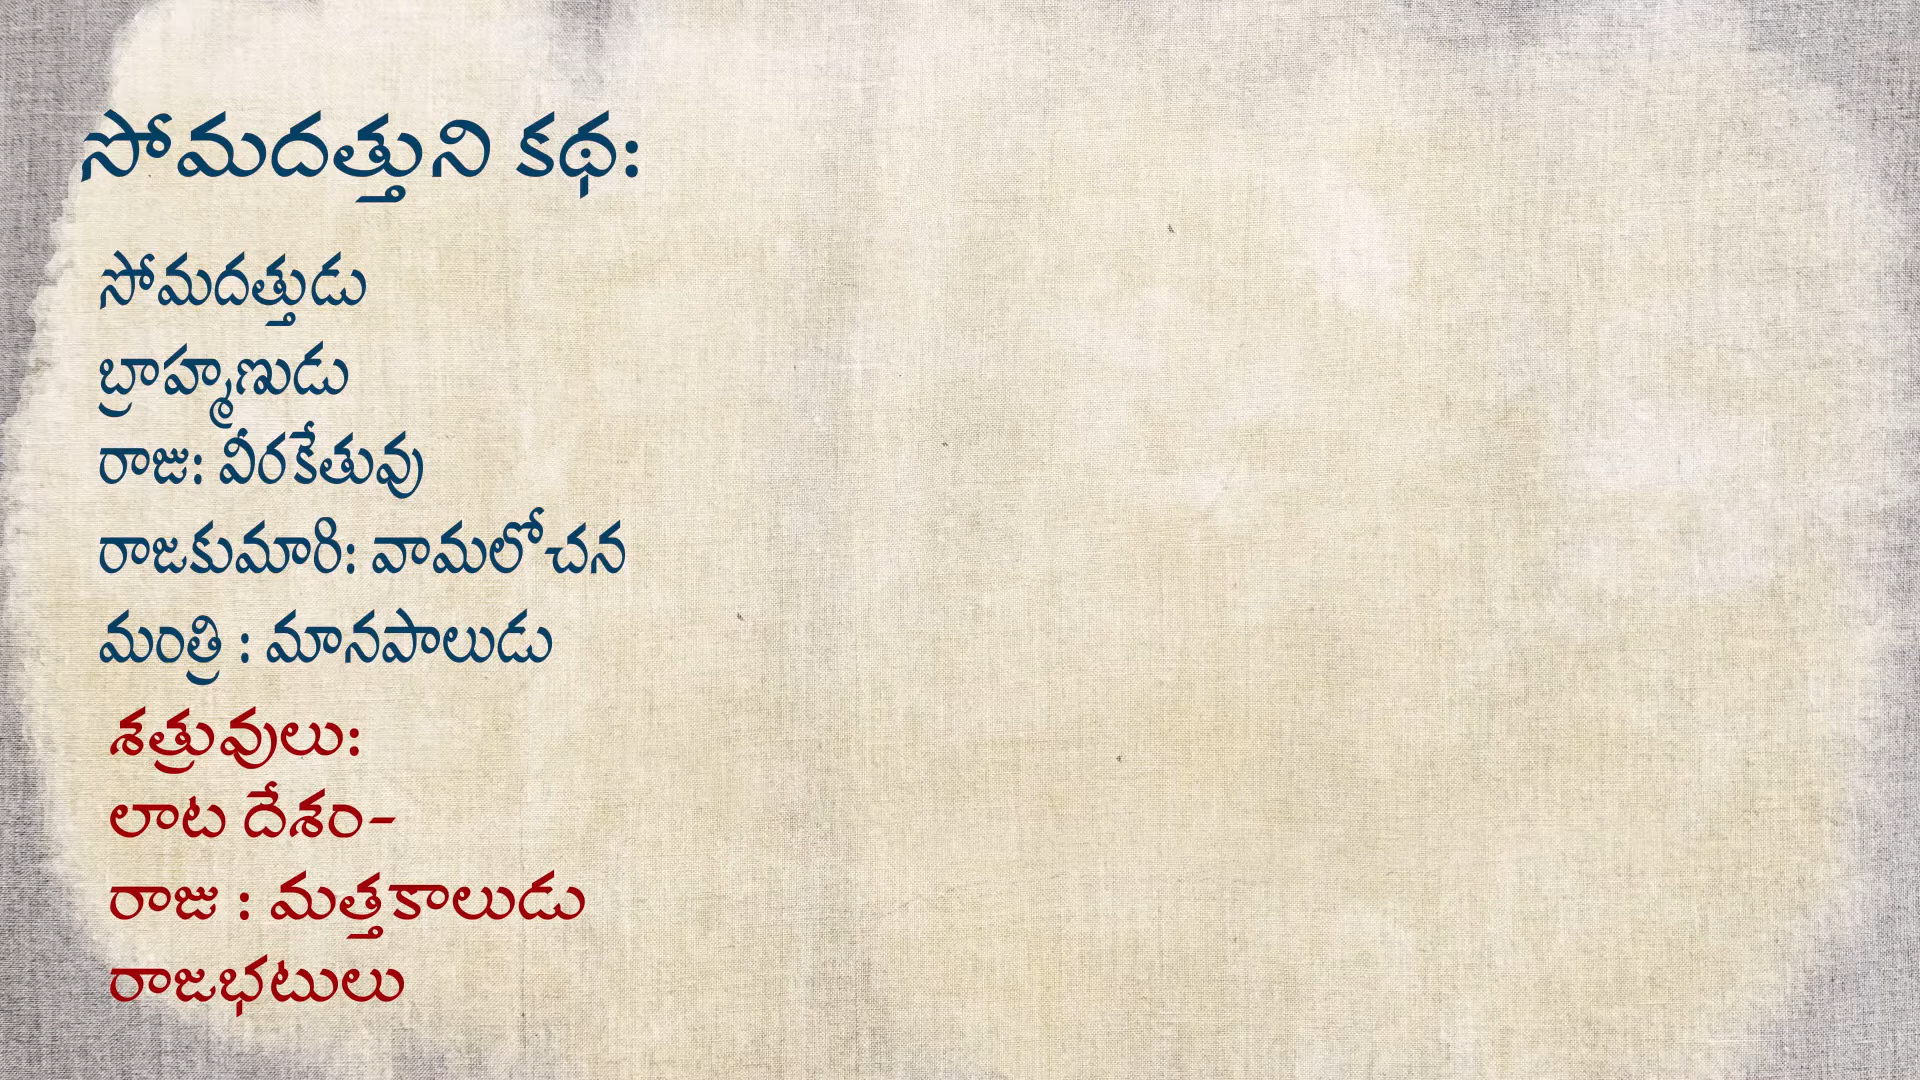 సోమదత్తుని కథ:
సోమదత్తుడు
బ్రాహ్మణుడు
రాజు: వీరకేతువు
రాజకుమారి: వామలోచన
మంత్రి : మానపాలుడు
శత్రువులు:
లాట దేశం-
రాజు : మత్తకాలుడు
రాజభటులు